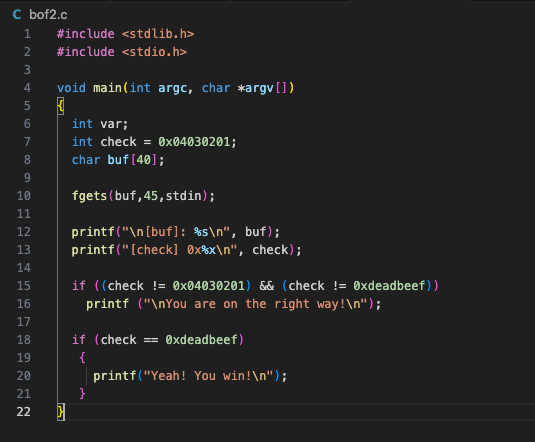 C bof2.c
1 #include <stdlib.h>
2 #include <stdio.h>
3
4 void main(int argc, char *argv[])
5 {
6   int var;
7   int check = 0x04030201;
8   char buf[40];
9
10   fgets(buf,45,stdin);
11
12   printf("\n[buf]: %s\n", buf);
13   printf("[check] 0x%x\n", check);
14
15   if ((check != 0x04030201) && (check != 0xdeadbeef))
16     printf ("\nYou are on the right way!\n");
17
18   if (check == 0xdeadbeef)
19    {
20      printf("Yeah! You win!\n");
21    }
22 }